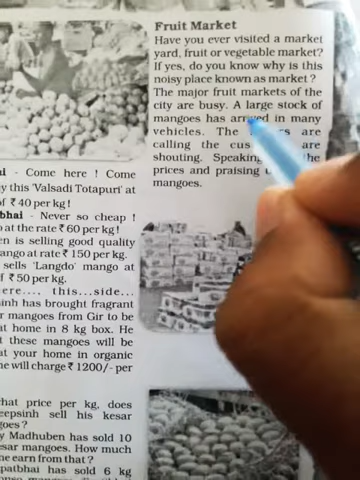 Fruit Market
Have you ever visited a market
yard, fruit or vegetable market?
If yes, do you know why is this
noisy place known as market ?
The major fruit markets of the
city are busy. A large stock of
mangoes has arrived in many
vehicles. The are
calling the are
shouting. Speaking the
prices and praising
mangoes.
- Come here ! Come
this 'Valsadi Totapuri' at
₹ 40 per kg !
- Never so cheap !
at the rate ₹ 60 per kg !
is selling good quality
at rate ₹ 150 per kg.
sells 'Langdo' mango at
₹ 50 per kg.
this...side...
has brought fragrant
mangoes from Gir to be
at home in 8 kg box. He
these mangoes will be
at your home in organic
he will charge ₹ 1200/- per
price per kg, does
sell his kesar
Madhuben has sold 10
mangoes. How much
earn from that ?
has sold 6 kg